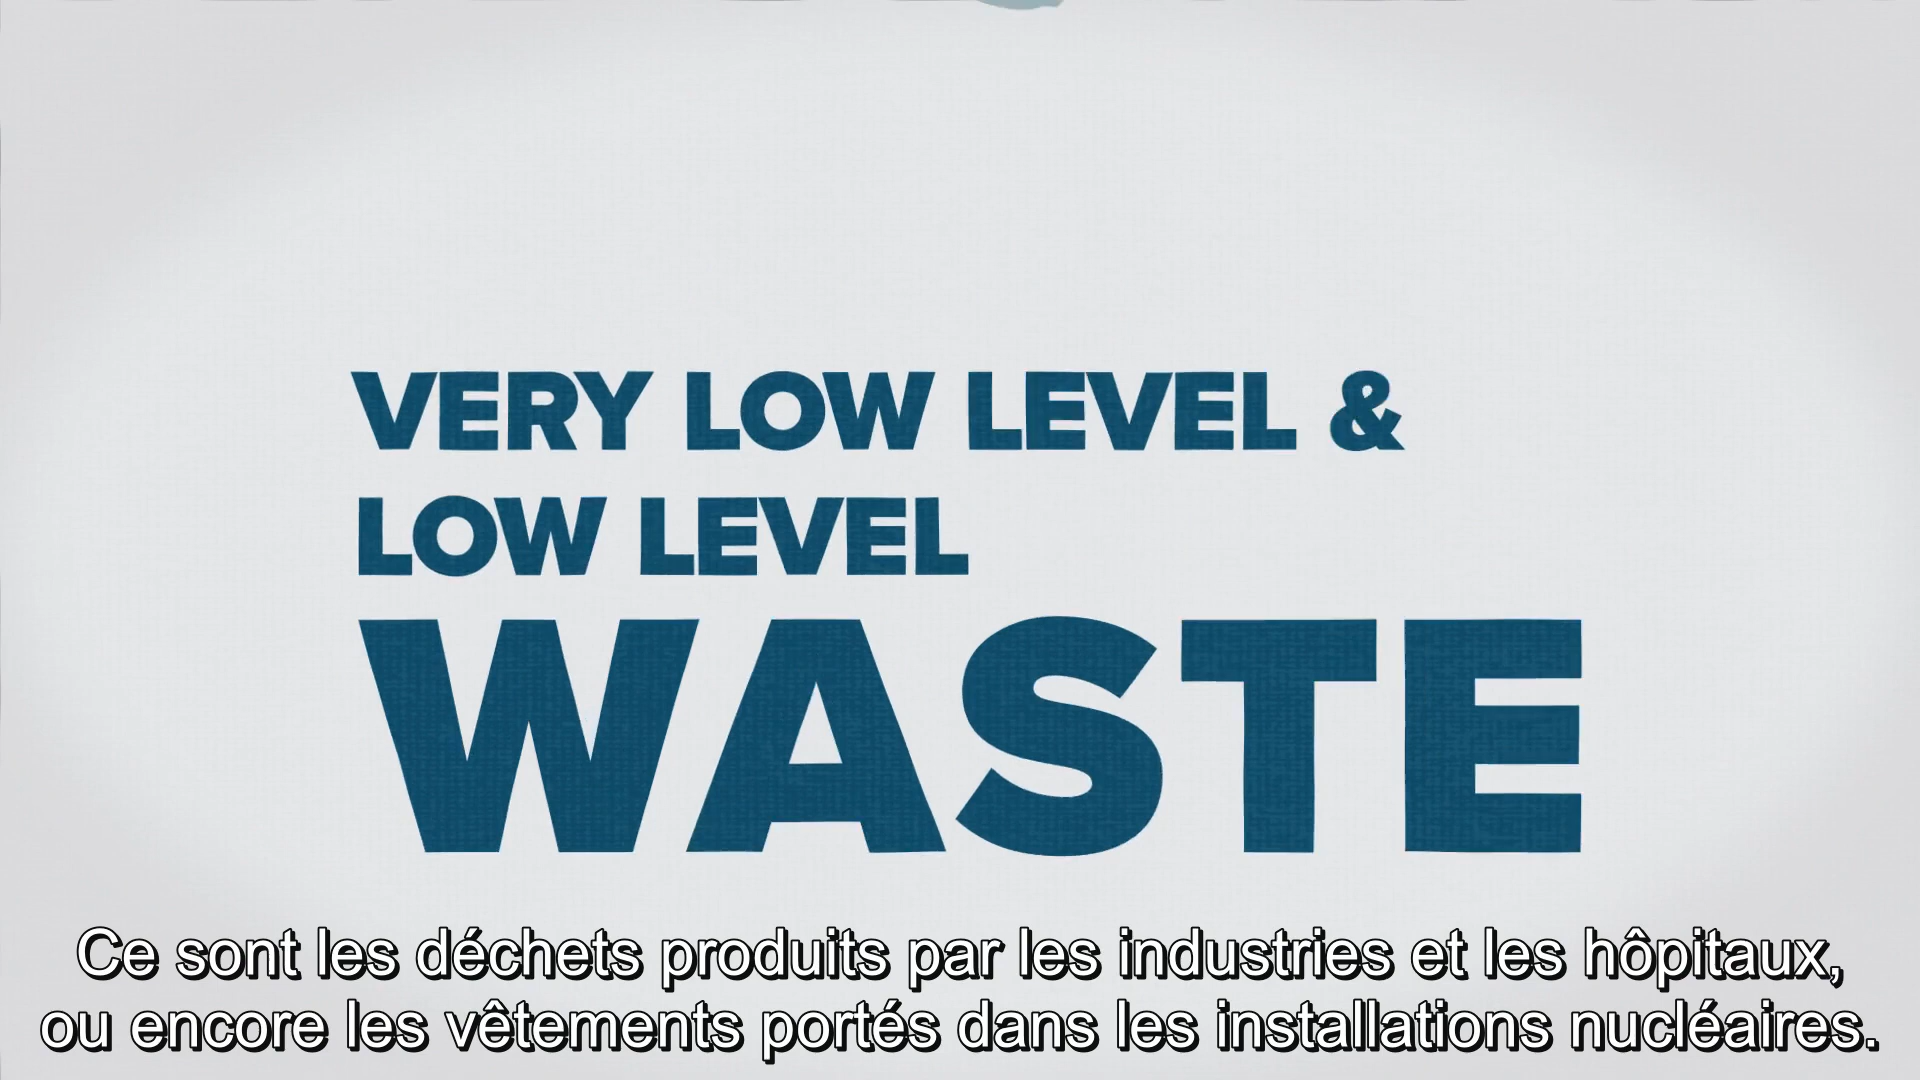 VERY LOW LEVEL &
LOW LEVEL
WASTE
Ce sont les déchets produits par les industries et les hôpitaux,
ou encore les vêtements portés dans les installations nucléaires.